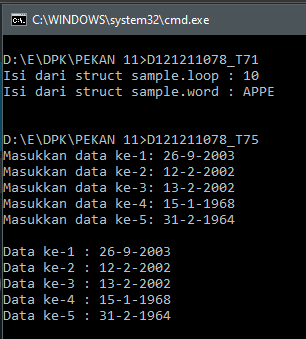 C:\WINDOWS\system32\cmd.exe
D:\E\DPK\PEKAN 11>D121211078_T71
Isi dari struct sample.loop : 10
Isi dari struct sample.word : APPE
D:\E\DPK\PEKAN 11>D121211078_T75
Masukkan data ke-1: 26-9-2003
Masukkan data ke-2: 12-2-2002
Masukkan data ke-3: 13-2-2002
Masukkan data ke-4: 15-1-1968
Masukkan data ke-5: 31-2-1964
Data ke-1 : 26-9-2003
Data ke-2 : 12-2-2002
Data ke-3 : 13-2-2002
Data ke-4 : 15-1-1968
Data ke-5 : 31-2-1964